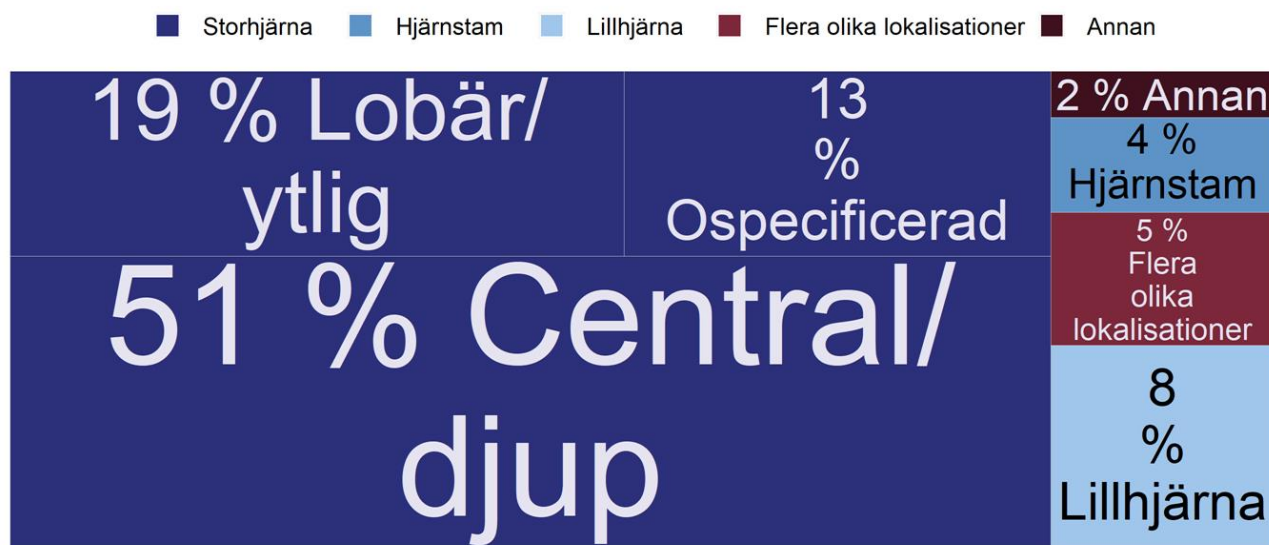 Storhjärna Hjärnstam Lillhjärna Flera olika lokalisationer Annan
19 % Lobär/
ytlig
13
%
Ospecificerad
51 % Central/
djup
2 % Annan
4 %
Hjärnstam
5 %
Flera
olika
lokalisationer
8
%
Lillhjärna